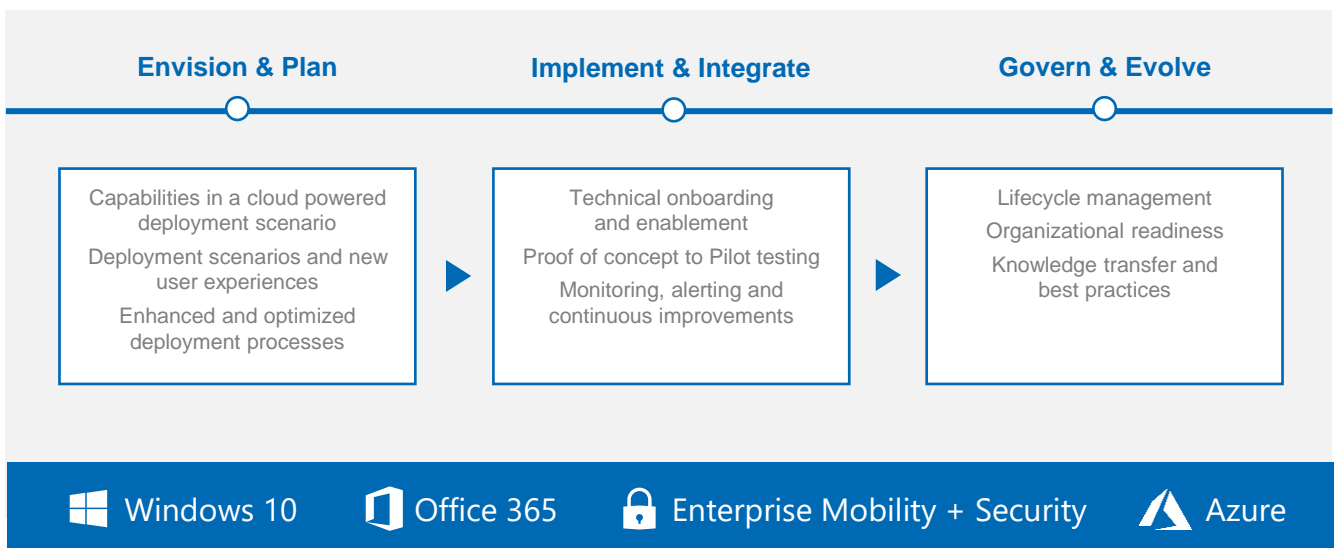 Envision & Plan
Implement & Integrate
Govern & Evolve
Capabilities in a cloud powered
deployment scenario
Deployment scenarios and new
user experiences
Enhanced and optimized
deployment processes
Technical onboarding
and enablement
Proof of concept to Pilot testing
Monitoring, alerting and
continuous improvements
Lifecycle management
Organizational readiness
Knowledge transfer and
best practices
Windows 10
Office 365
Enterprise Mobility + Security
Azure